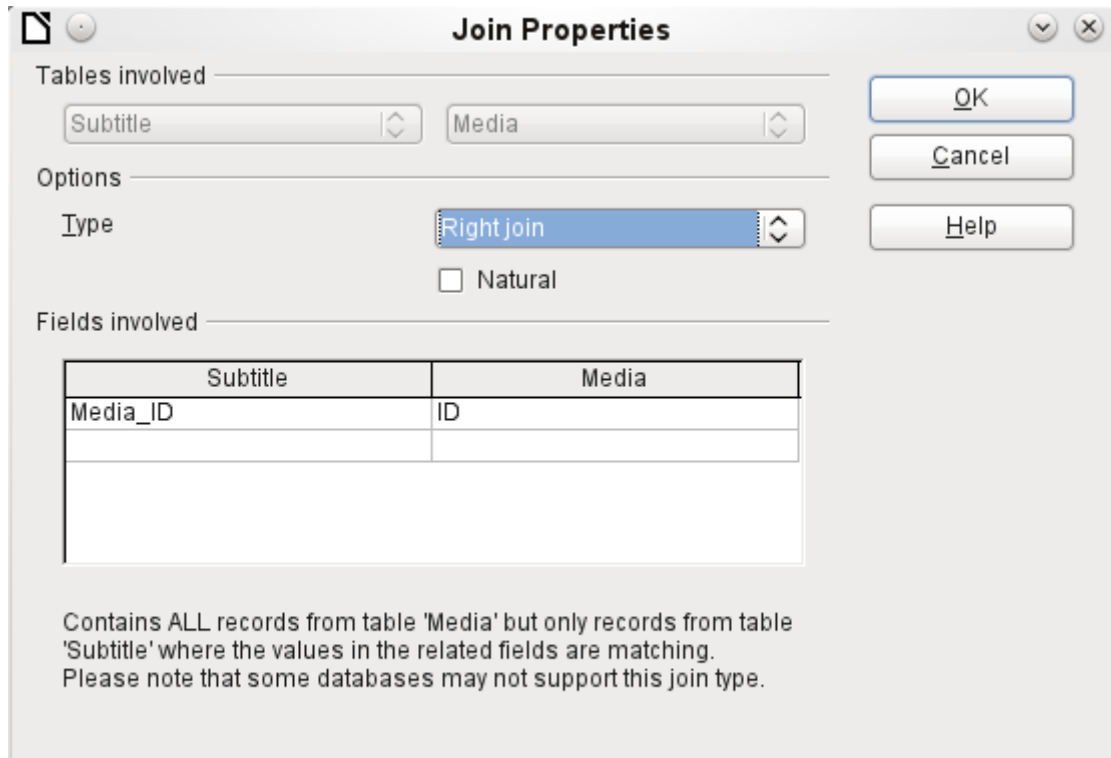 Join Properties
Tables involved
Subtitle Media
OK
Cancel
Options
Type Right join
Help
Natural
Fields involved
Subtitle Media
Media_ID ID
Contains ALL records from table 'Media' but only records from table
'Subtitle' where the values in the related fields are matching.
Please note that some databases may not support this join type.